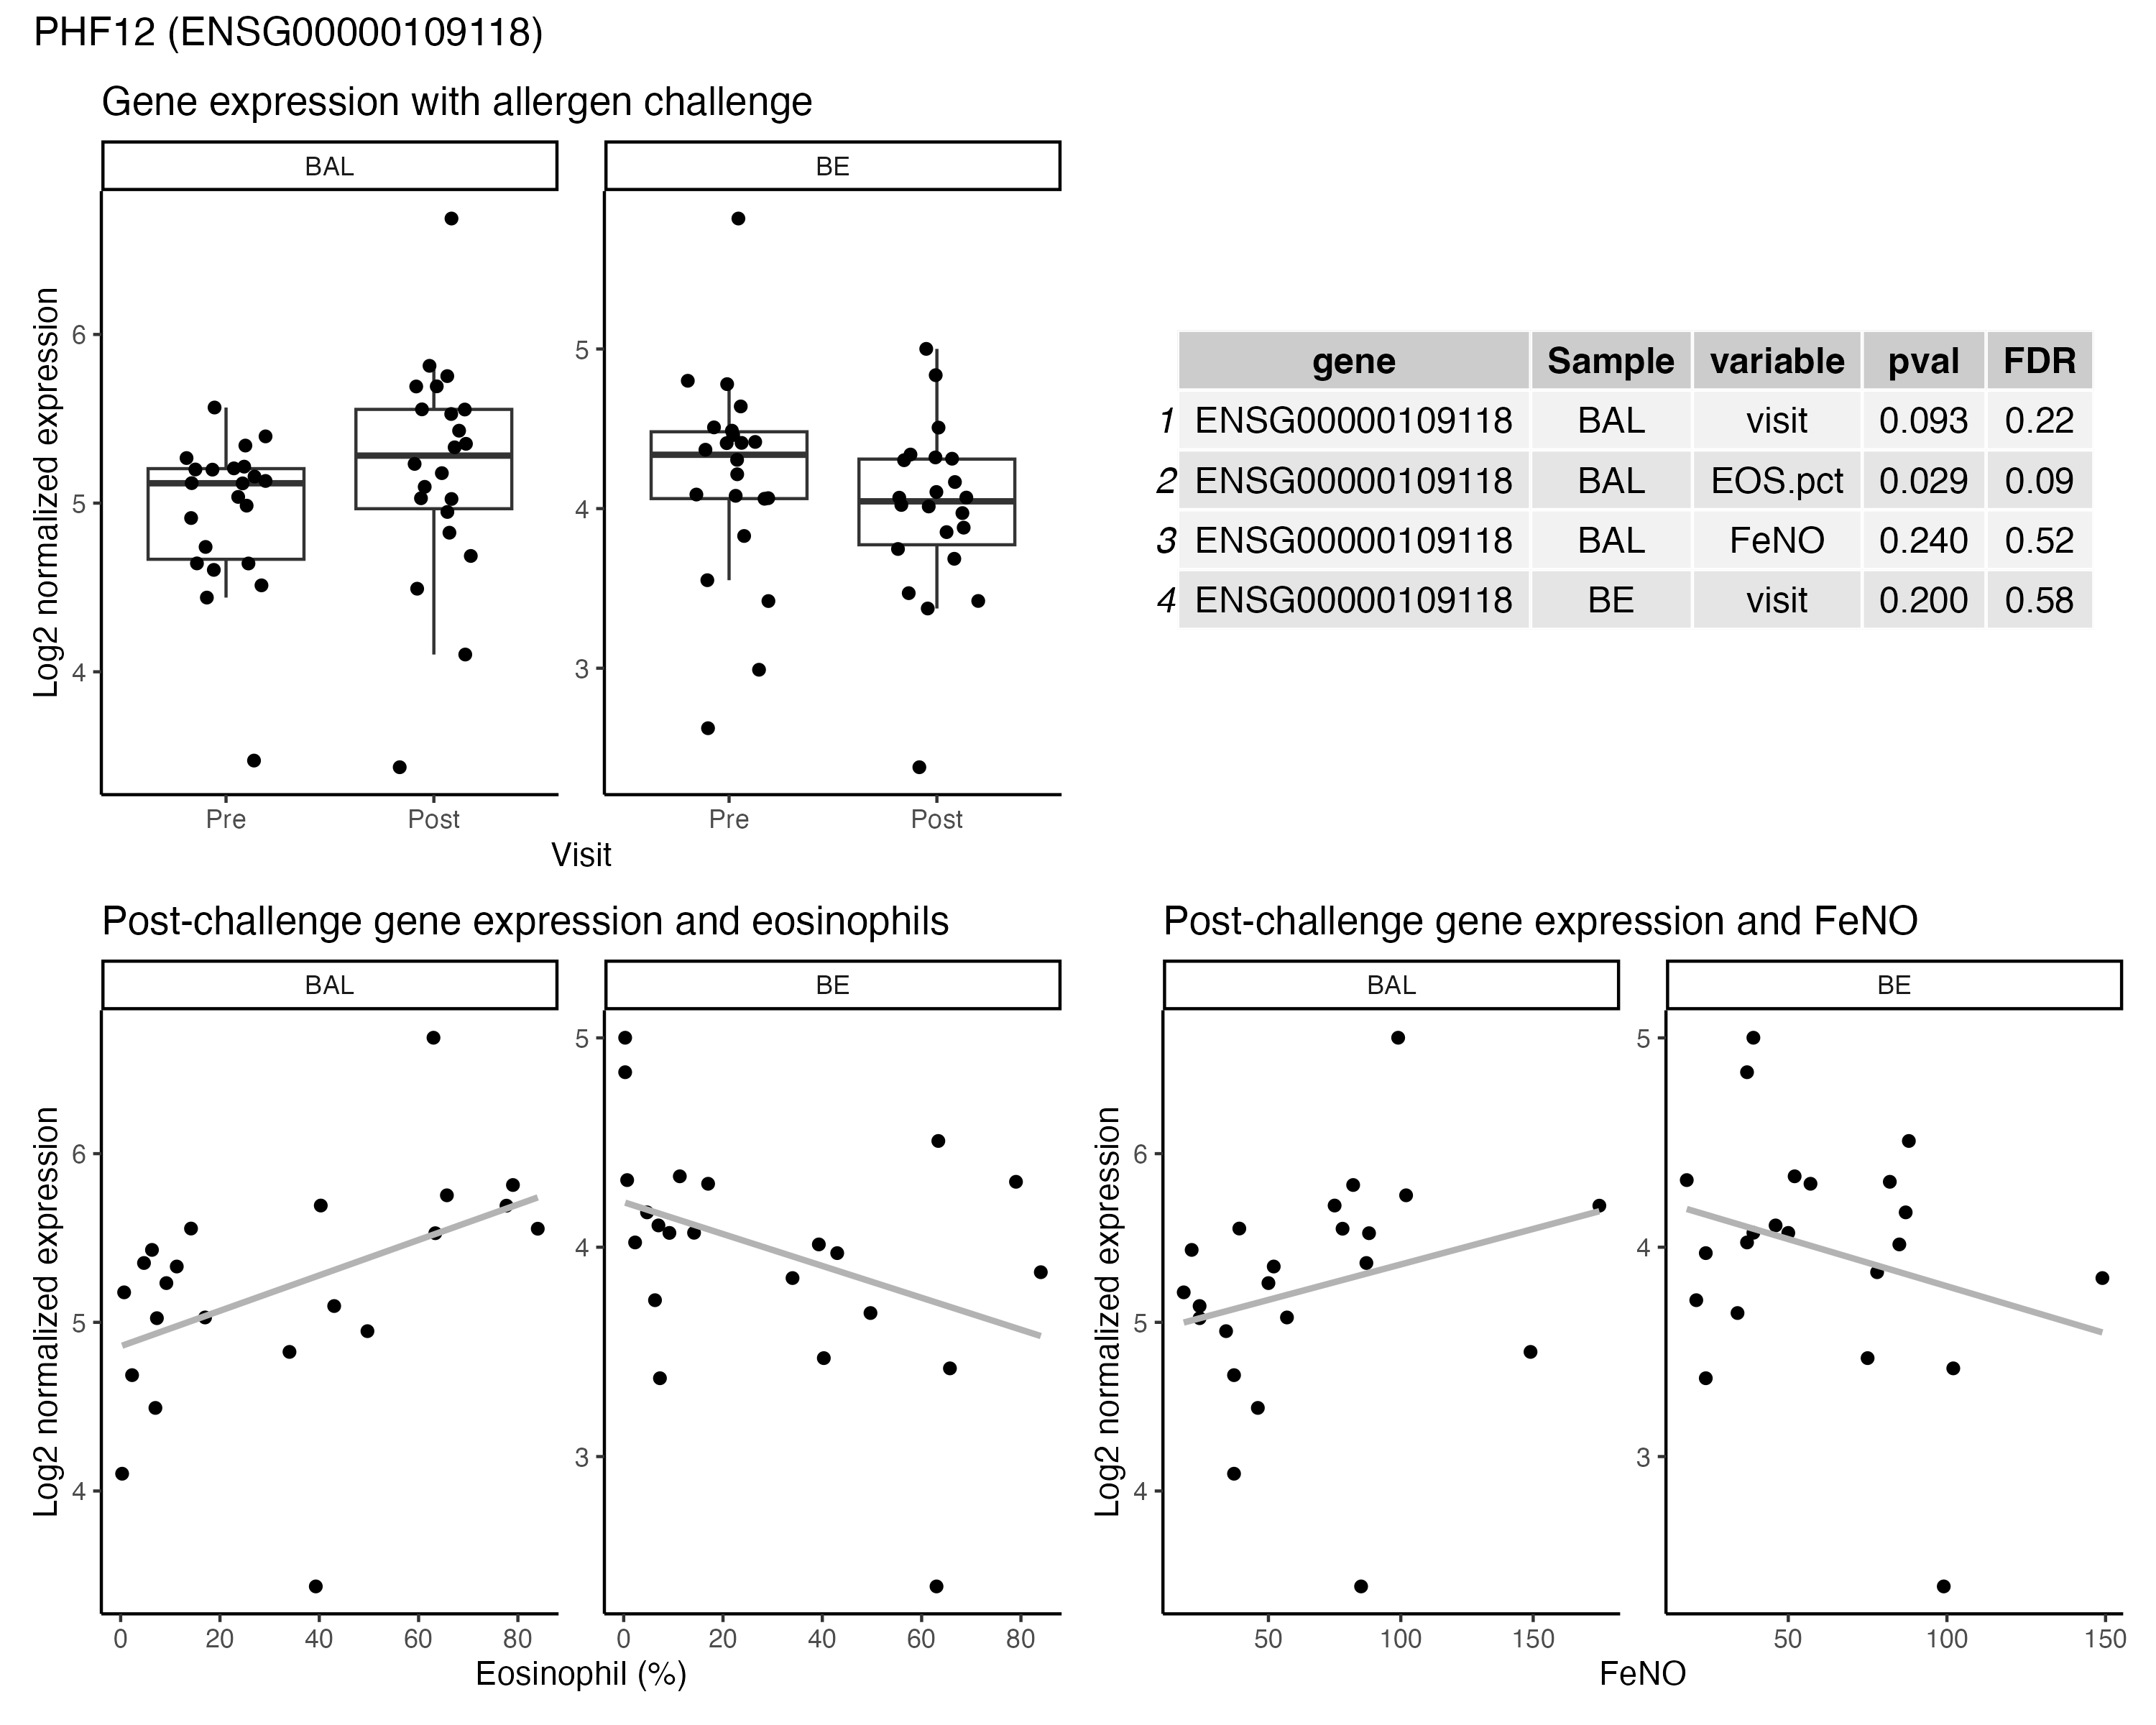 PHF12 (ENSG00000109118)
Gene expression with allergen challenge
BAL
BE
Log2 normalized expression
6
5
4
5
4
3
Pre
Post
Pre
Post
Visit
gene Sample variable pval FDR
1 ENSG00000109118 BAL visit 0.093 0.22
2 ENSG00000109118 BAL EOS.pct 0.029 0.09
3 ENSG00000109118 BAL FeNO 0.240 0.52
4 ENSG00000109118 BE visit 0.200 0.58
Post-challenge gene expression and eosinophils
BAL
BE
Log2 normalized expression
6
5
4
5
4
3
0 20 40 60 80
0 20 40 60 80
Eosinophil (%)
Post-challenge gene expression and FeNO
BAL
BE
Log2 normalized expression
6
5
4
5
4
3
50 100 150
50 100 150
FeNO